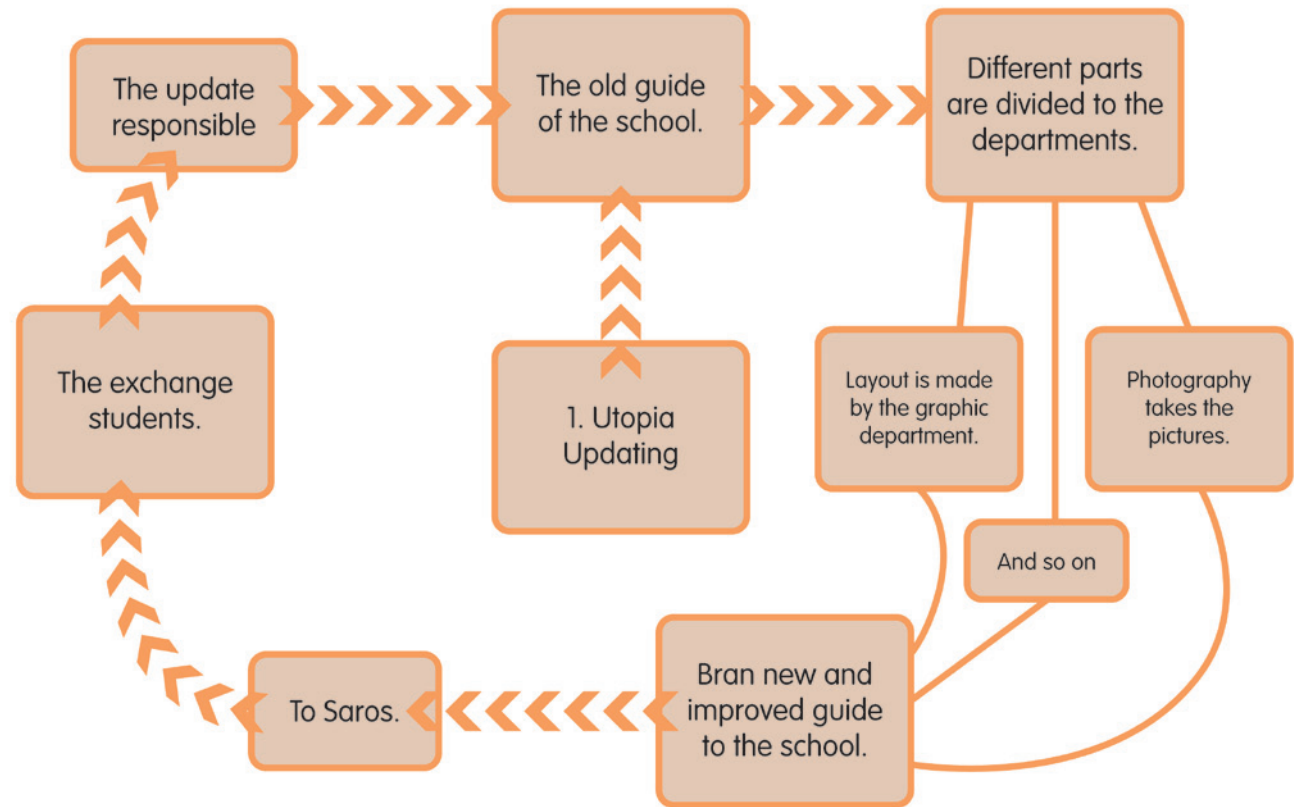 The update
responsible
The old guide
of the school.
Different parts
are divided to the
departments.
The exchange
students.
1. Utopia
Updating
Layout is made
by the graphic
department.
Photography
takes the
pictures.
And so on
To Saros.
Bran new and
improved guide
to the school.